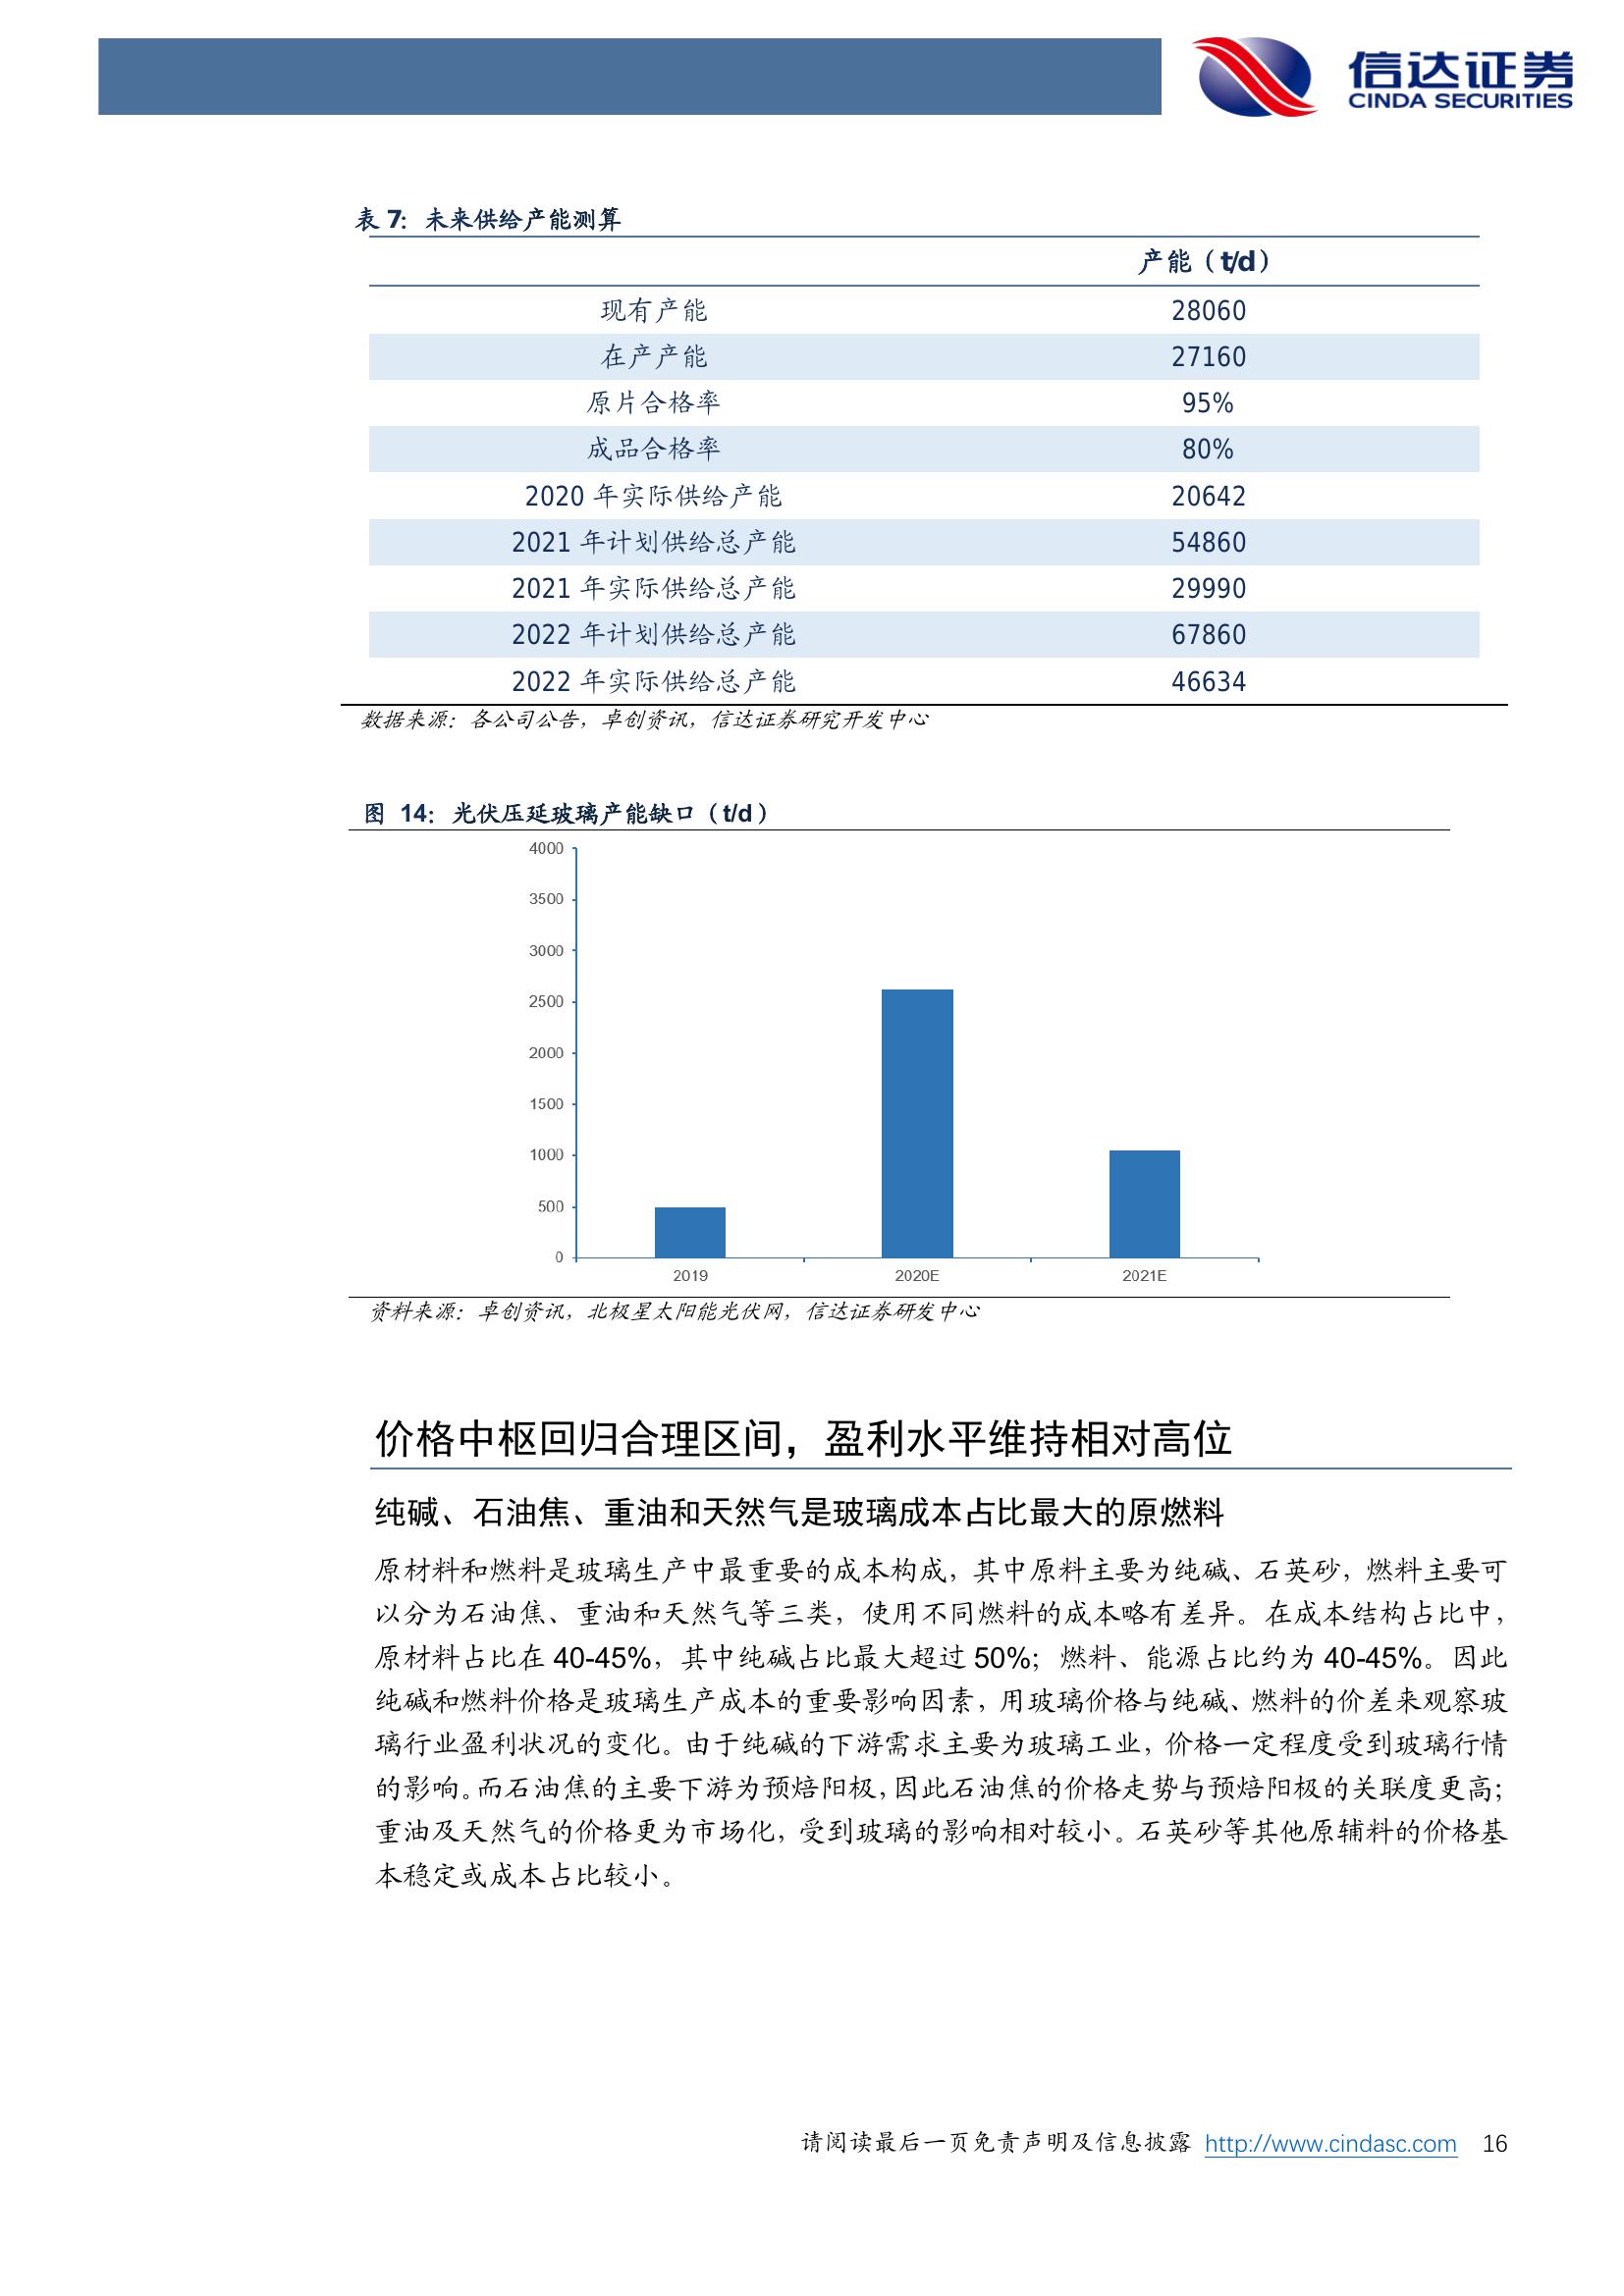 信达证券
CINDA SECURITIES
表 7：未来供给产能测算
产能（t/d）
现有产能 28060
在产产能 27160
原片合格率 95%
成品合格率 80%
2020 年实际供给产能 20642
2021 年计划供给总产能 54860
2021 年实际供给总产能 29990
2022 年计划供给总产能 67860
2022 年实际供给总产能 46634
数据来源：各公司公告，卓创资讯，信达证券研究开发中心
图 14：光伏压延玻璃产能缺口（t/d）
4000
3500
3000
2500
2000
1500
1000
500
0
2019 2020E 2021E
资料来源：卓创资讯，北极星太阳能光伏网，信达证券研发中心
价格中枢回归合理区间，盈利水平维持相对高位
纯碱、石油焦、重油和天然气是玻璃成本占比最大的原燃料
原材料和燃料是玻璃生产中最重要的成本构成，其中原料主要为纯碱、石英砂，燃料主要可
以分为石油焦、重油和天然气等三类，使用不同燃料的成本略有差异。在成本结构占比中，
原材料占比在 40-45%，其中纯碱占比最大超过 50%；燃料、能源占比约为 40-45%。因此
纯碱和燃料价格是玻璃生产成本的重要影响因素，用玻璃价格与纯碱、燃料的价差来观察玻
璃行业盈利状况的变化。由于纯碱的下游需求主要为玻璃工业，价格一定程度受到玻璃行情
的影响。而石油焦的主要下游为预焙阳极，因此石油焦的价格走势与预焙阳极的关联度更高；
重油及天然气的价格更为市场化，受到玻璃的影响相对较小。石英砂等其他原辅料的价格基
本稳定或成本占比较小。
请阅读最后一页免责声明及信息披露 http://www.cindasc.com 16